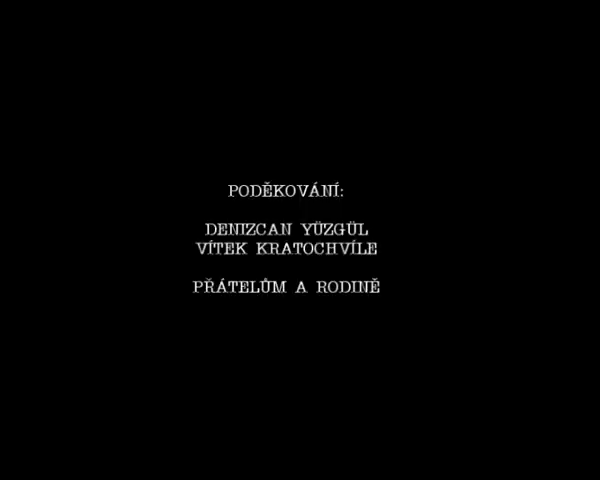 PODĚKOVÁNÍ:
DENIZCAN YÜZGÜL
VÍTEK KRATOCHVÍLE
PŘÁTELŮM A RODINĚ